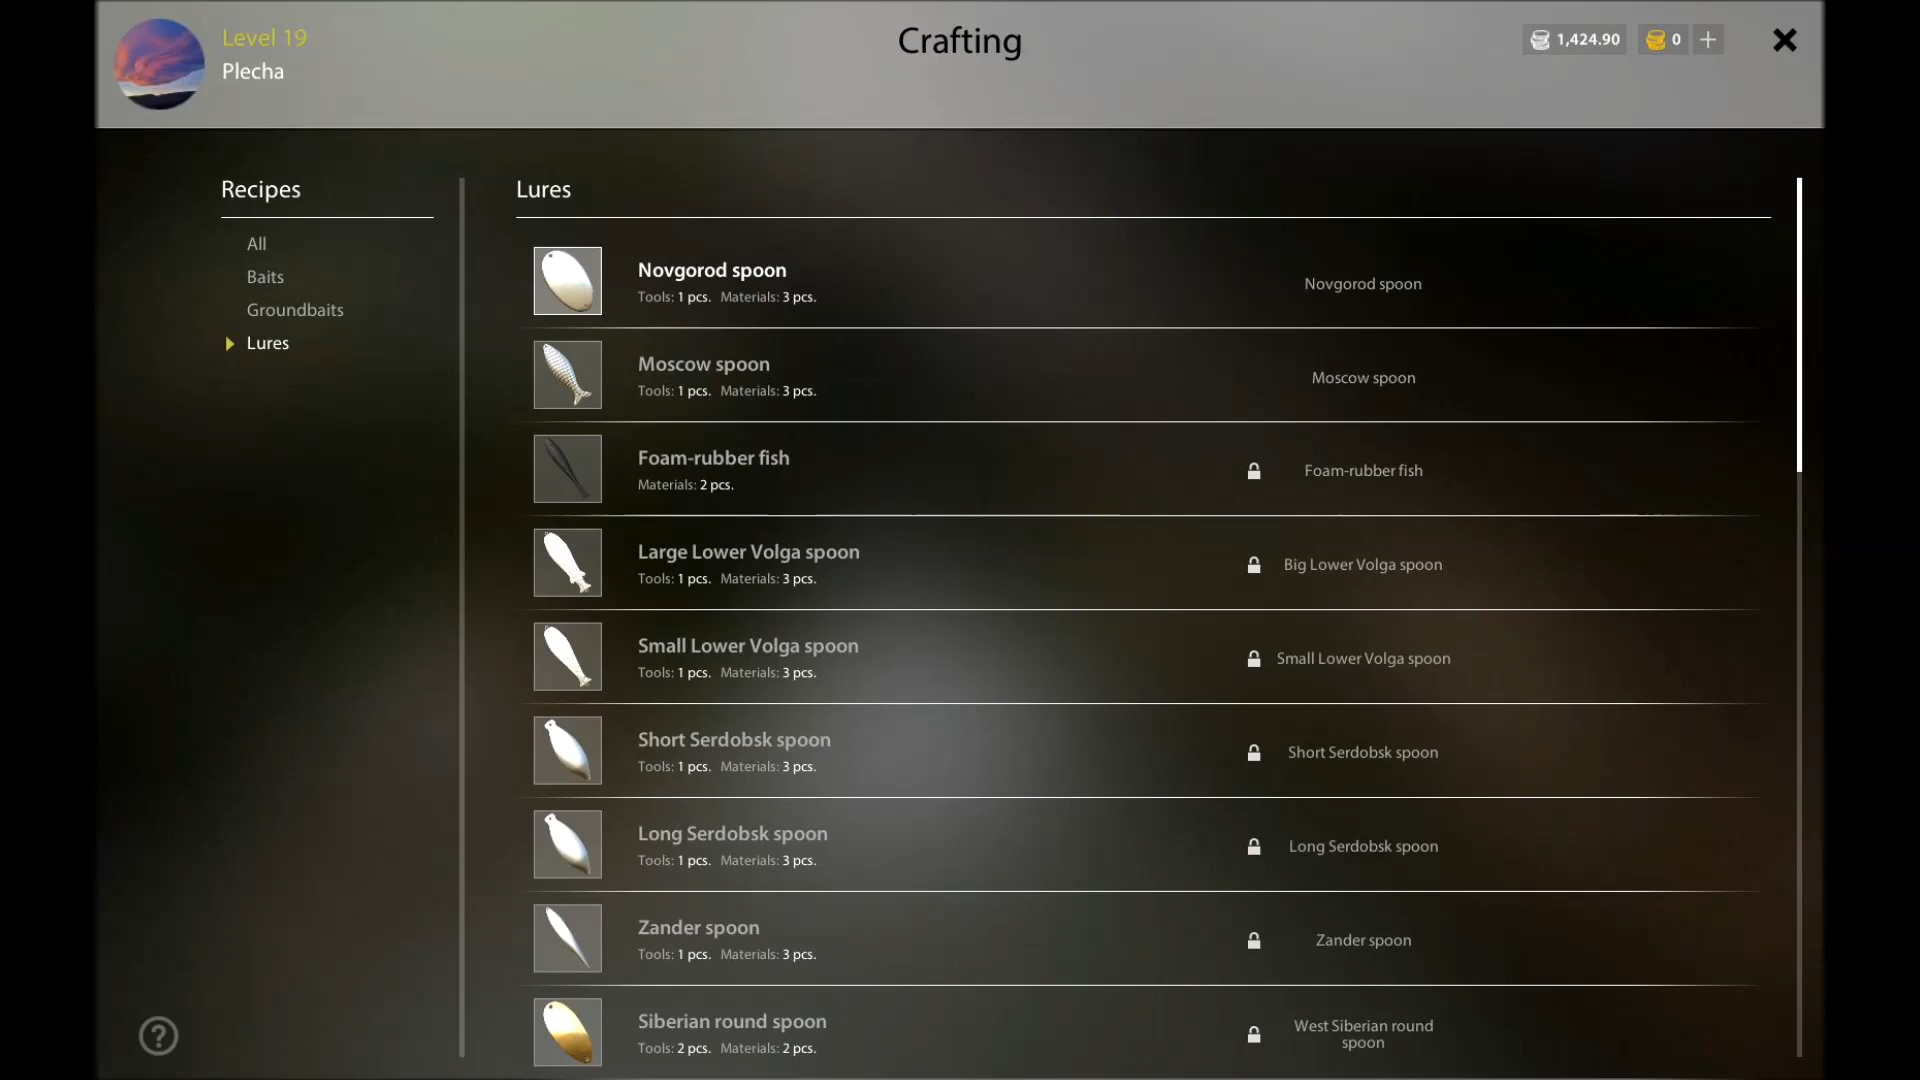 Level 19
Plecha
Crafting
1,424.90
0
Recipes
All
Baits
Groundbaits
Lures
Lures
Novgorod spoon
Tools: 1 pcs. Materials: 3 pcs.
Novgorod spoon
Moscow spoon
Tools: 1 pcs. Materials: 3 pcs.
Moscow spoon
Foam-rubber fish
Materials: 2 pcs.
Foam-rubber fish
Large Lower Volga spoon
Tools: 1 pcs. Materials: 3 pcs.
Big Lower Volga spoon
Small Lower Volga spoon
Tools: 1 pcs. Materials: 3 pcs.
Small Lower Volga spoon
Short Serdobsk spoon
Tools: 1 pcs. Materials: 3 pcs.
Short Serdobsk spoon
Long Serdobsk spoon
Tools: 1 pcs. Materials: 3 pcs.
Long Serdobsk spoon
Zander spoon
Tools: 1 pcs. Materials: 3 pcs.
Zander spoon
Siberian round spoon
Tools: 2 pcs. Materials: 2 pcs.
West Siberian round
spoon